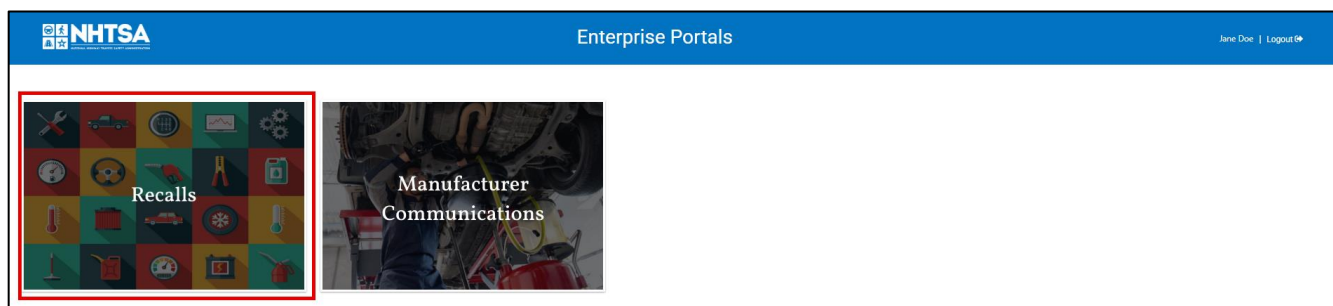 NHTSA
Enterprise Portals
Jane Doe | Logout
Recalls
Manufacturer
Communications